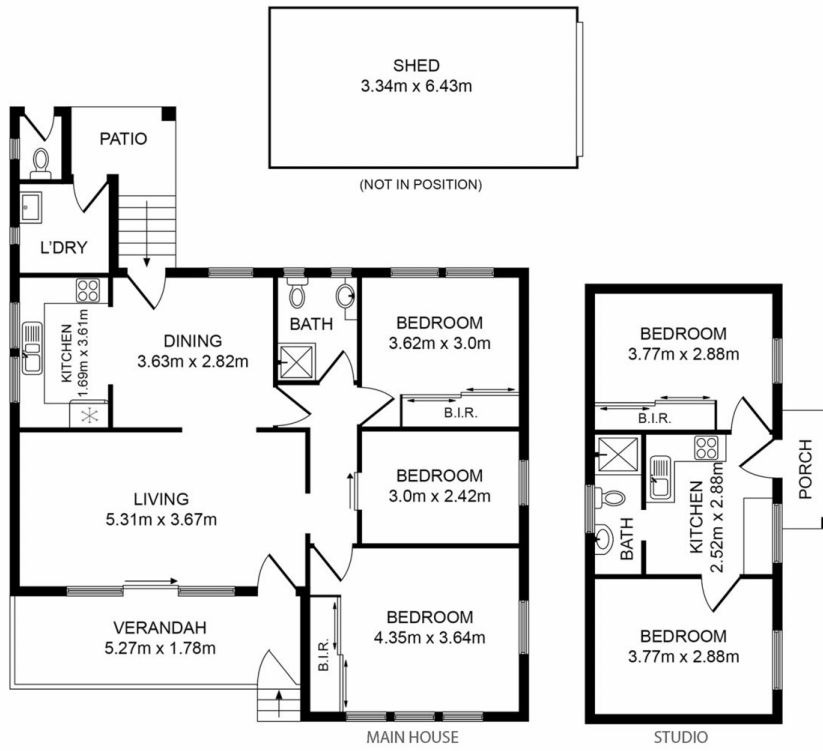 SHED
3.34m x 6.43m
(NOT IN POSITION)
PATIO
L'DRY
KITCHEN
1.69m x 3.61m
DINING
3.63m x 2.82m
BATH
BEDROOM
3.62m x 3.0m
B.I.R.
LIVING
5.31m x 3.67m
BEDROOM
3.0m x 2.42m
VERANDAH
5.27m x 1.78m
B.I.R.
BEDROOM
4.35m x 3.64m
MAIN HOUSE
BEDROOM
3.77m x 2.88m
B.I.R.
BATH
KITCHEN
2.52m x 2.88m
PORCH
BEDROOM
3.77m x 2.88m
STUDIO